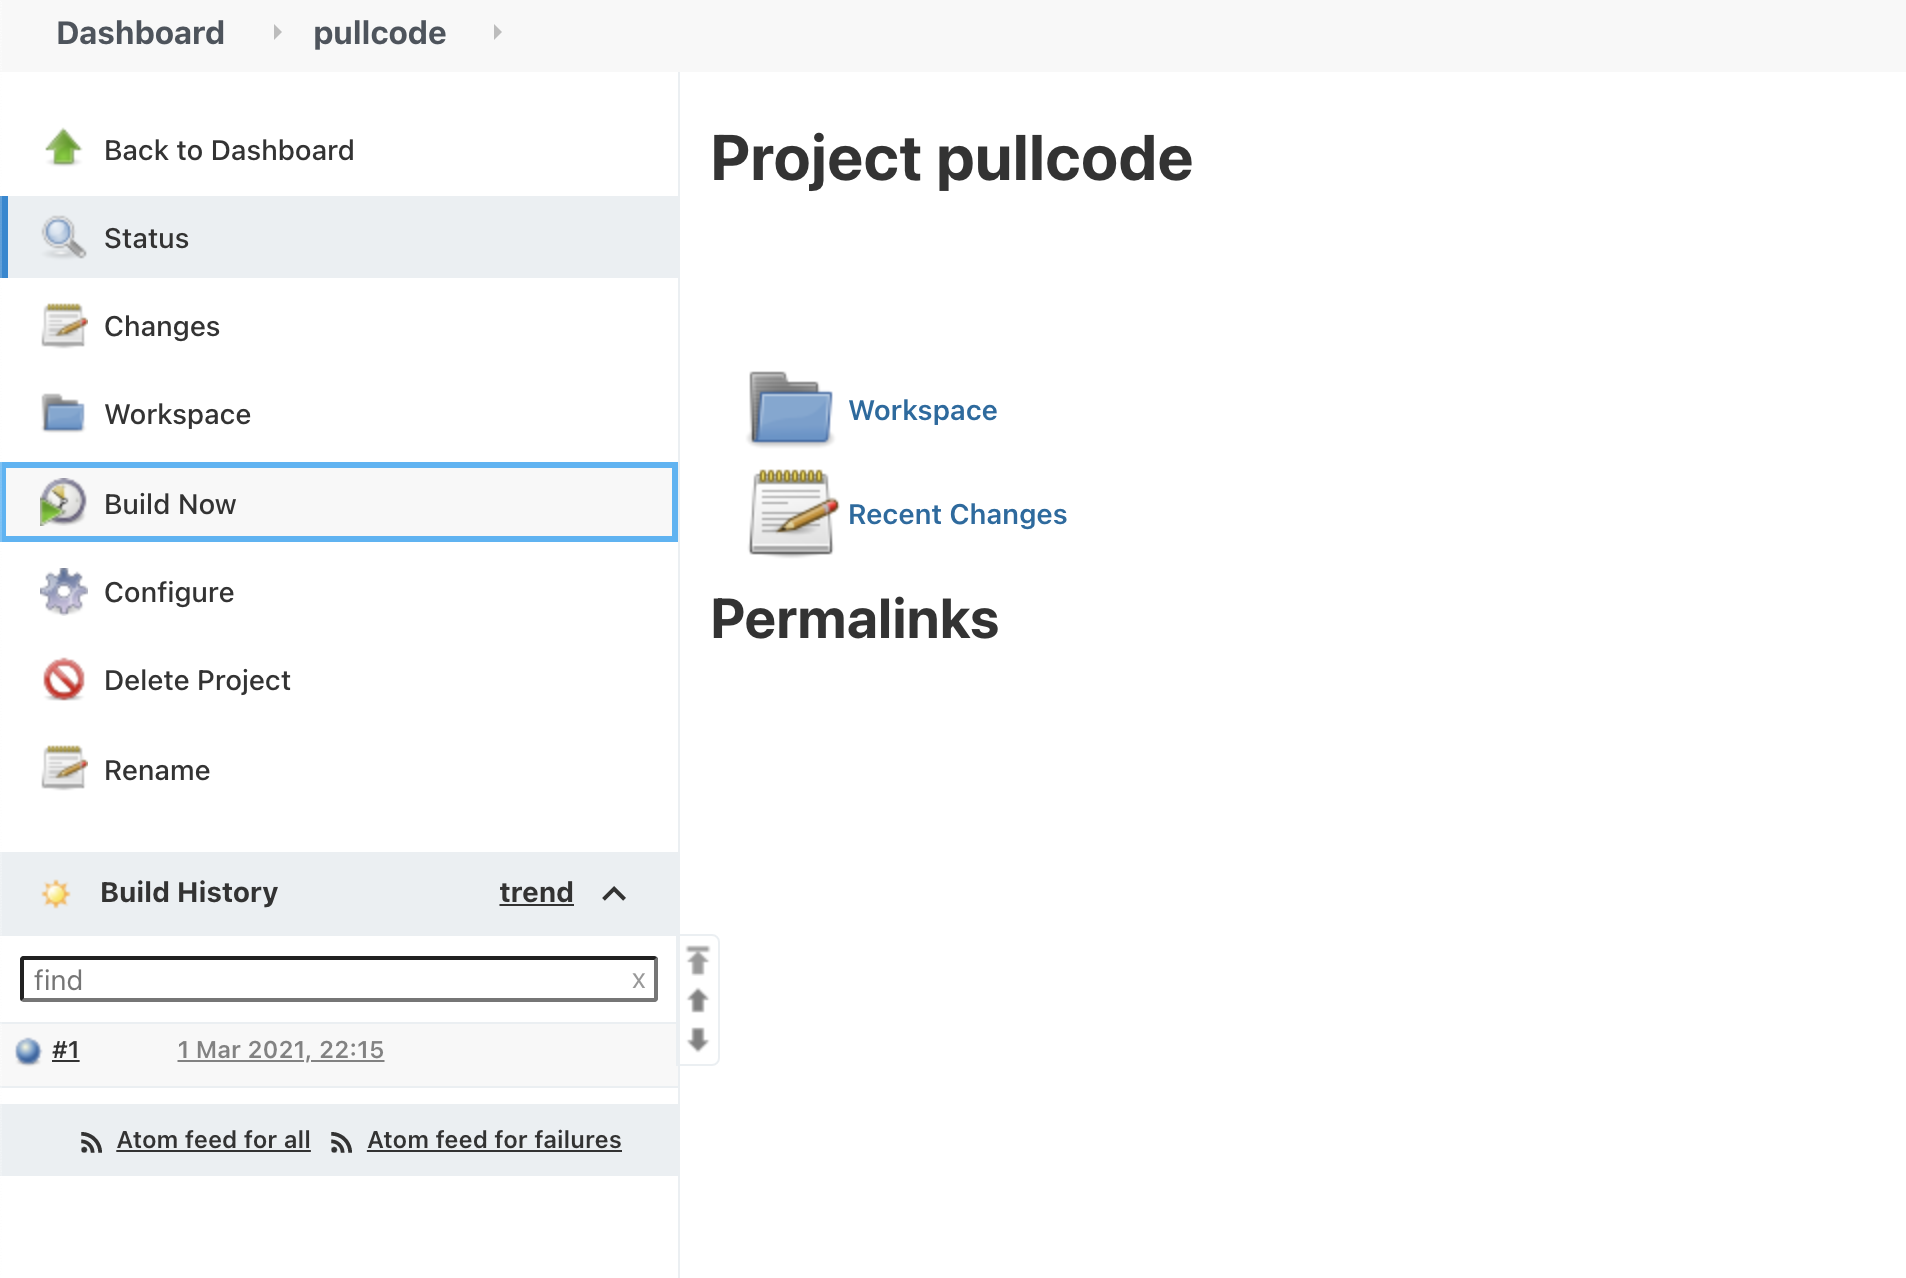 Dashboard pullcode
Back to Dashboard
Status
Changes
Workspace
Build Now
Configure
Delete Project
Rename
Build History trend
find x
#1 1 Mar 2021, 22:15
Atom feed for all Atom feed for failures
Project pullcode
Workspace
Recent Changes
Permalinks